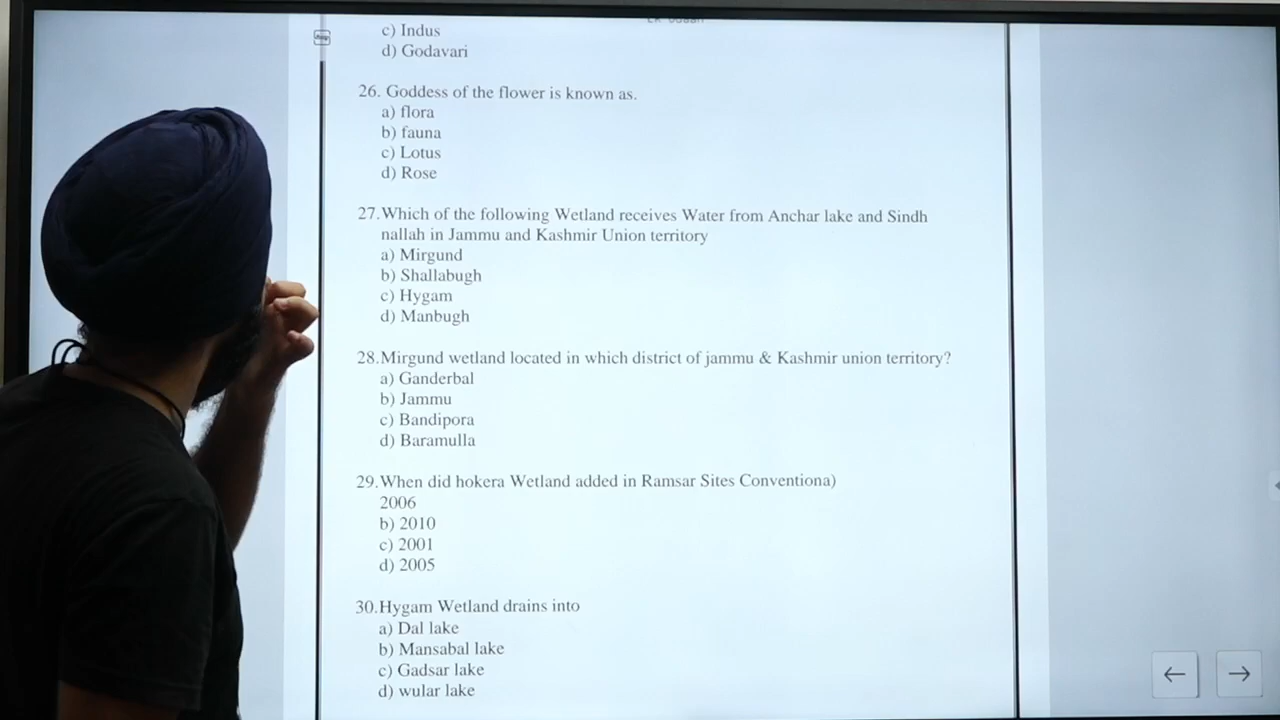 c) Indus
d) Godavari
26. Goddess of the flower is known as.
a) flora
b) fauna
c) Lotus
d) Rose
27.Which of the following Wetland receives Water from Anchar lake and Sindh
nallah in Jammu and Kashmir Union territory
a) Mirgund
b) Shallabugh
c) Hygam
d) Manbugh
28.Mirgund wetland located in which district of jammu & Kashmir union territory?
a) Ganderbal
b) Jammu
c) Bandipora
d) Baramulla
29.When did hokera Wetland added in Ramsar Sites Conventiona)
2006
b) 2010
c) 2001
d) 2005
30.Hygam Wetland drains into
a) Dal lake
b) Mansabal lake
c) Gadsar lake
d) wular lake